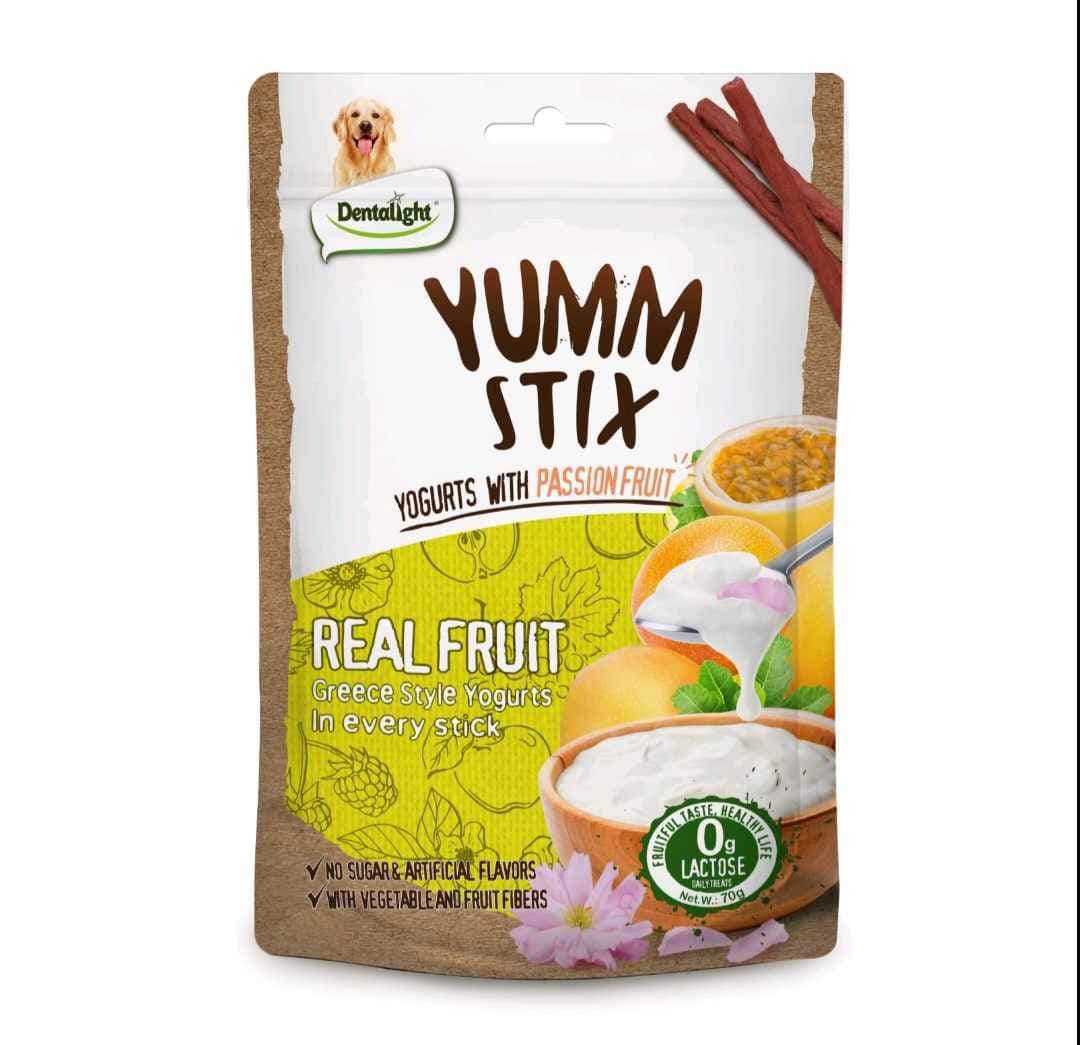 Dentalight®
YUMM
STIX
YOGURTS WITH PASSION FRUIT
REAL FRUIT
Greece Style Yogurts
In every stick
✓ NO SUGAR & ARTIFICIAL FLAVORS
✓ WITH VEGETABLE AND FRUIT FIBERS
FRUITFUL TASTE, HEALTHY LIFE
0g
LACTOSE
DAILY TREATS
Net.W.: 70g